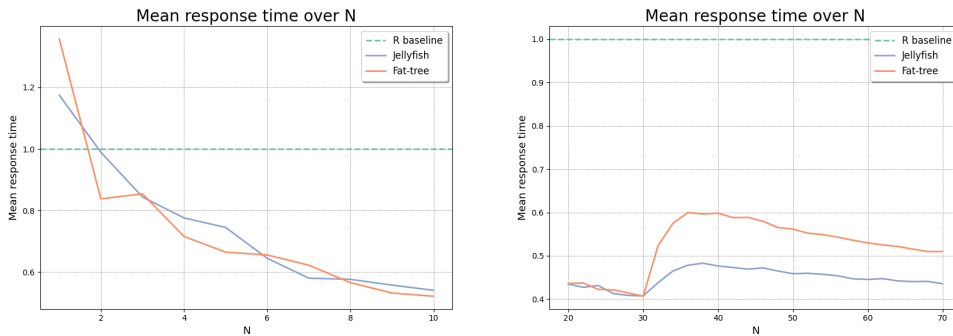 Mean response time over N
R baseline
Jellyfish
Fat-tree
Mean response time
1.2
1.0
0.8
0.6
2
4
6
8
10
N
Mean response time over N
R baseline
Jellyfish
Fat-tree
Mean response time
1.0
0.9
0.8
0.7
0.6
0.5
0.4
20
30
40
50
60
70
N